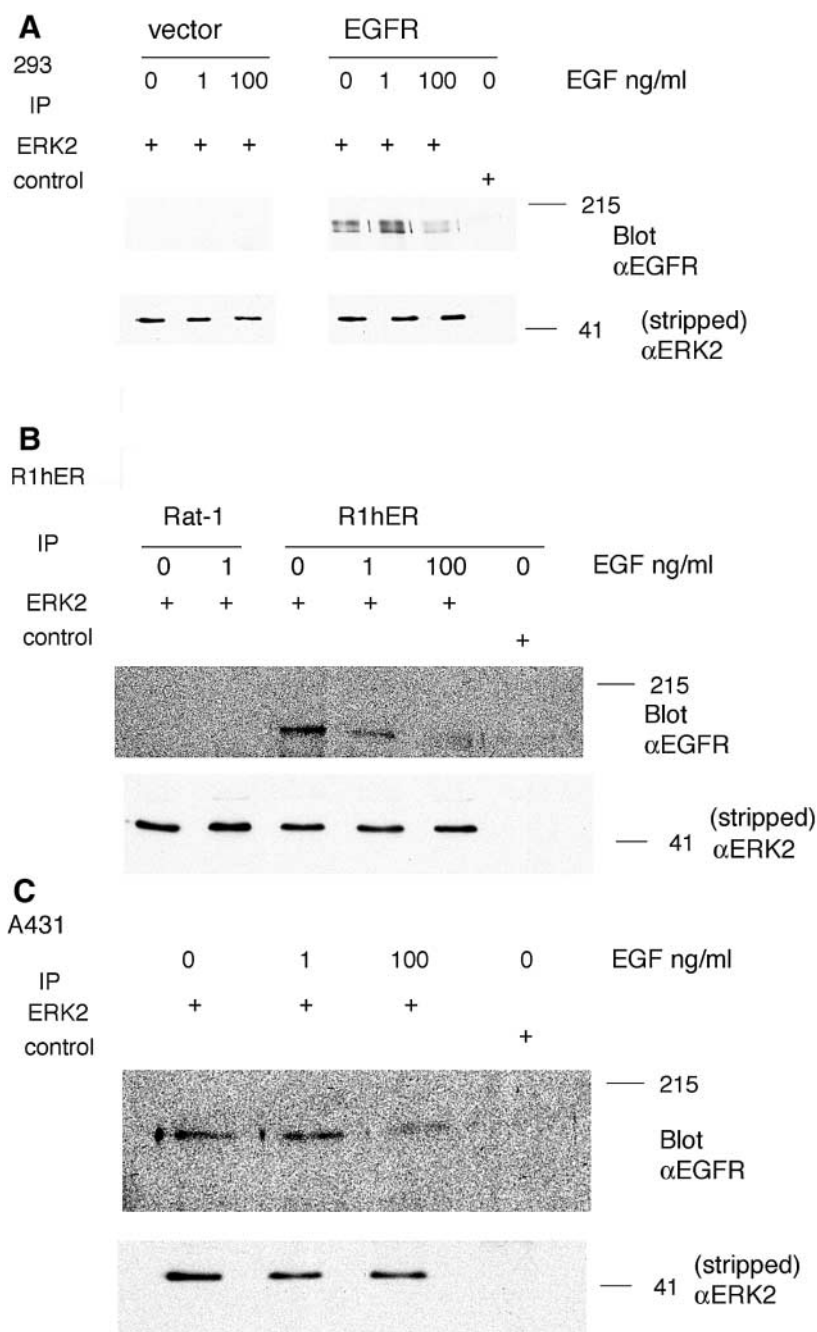 A
vector EGFR
293
0 1 100 0 1 100 0 EGF ng/ml
IP
ERK2 + + + + + +
control +
215
Blot
αEGFR
41 (stripped)
αERK2
B
R1hER
Rat-1 R1hER
IP
0 1 0 1 100 0 EGF ng/ml
ERK2 + + + + +
control +
215
Blot
αEGFR
(stripped)
41 αERK2
C
A431
0 1 100 0 EGF ng/ml
IP
ERK2 + + +
control +
215
Blot
αEGFR
(stripped)
41 αERK2